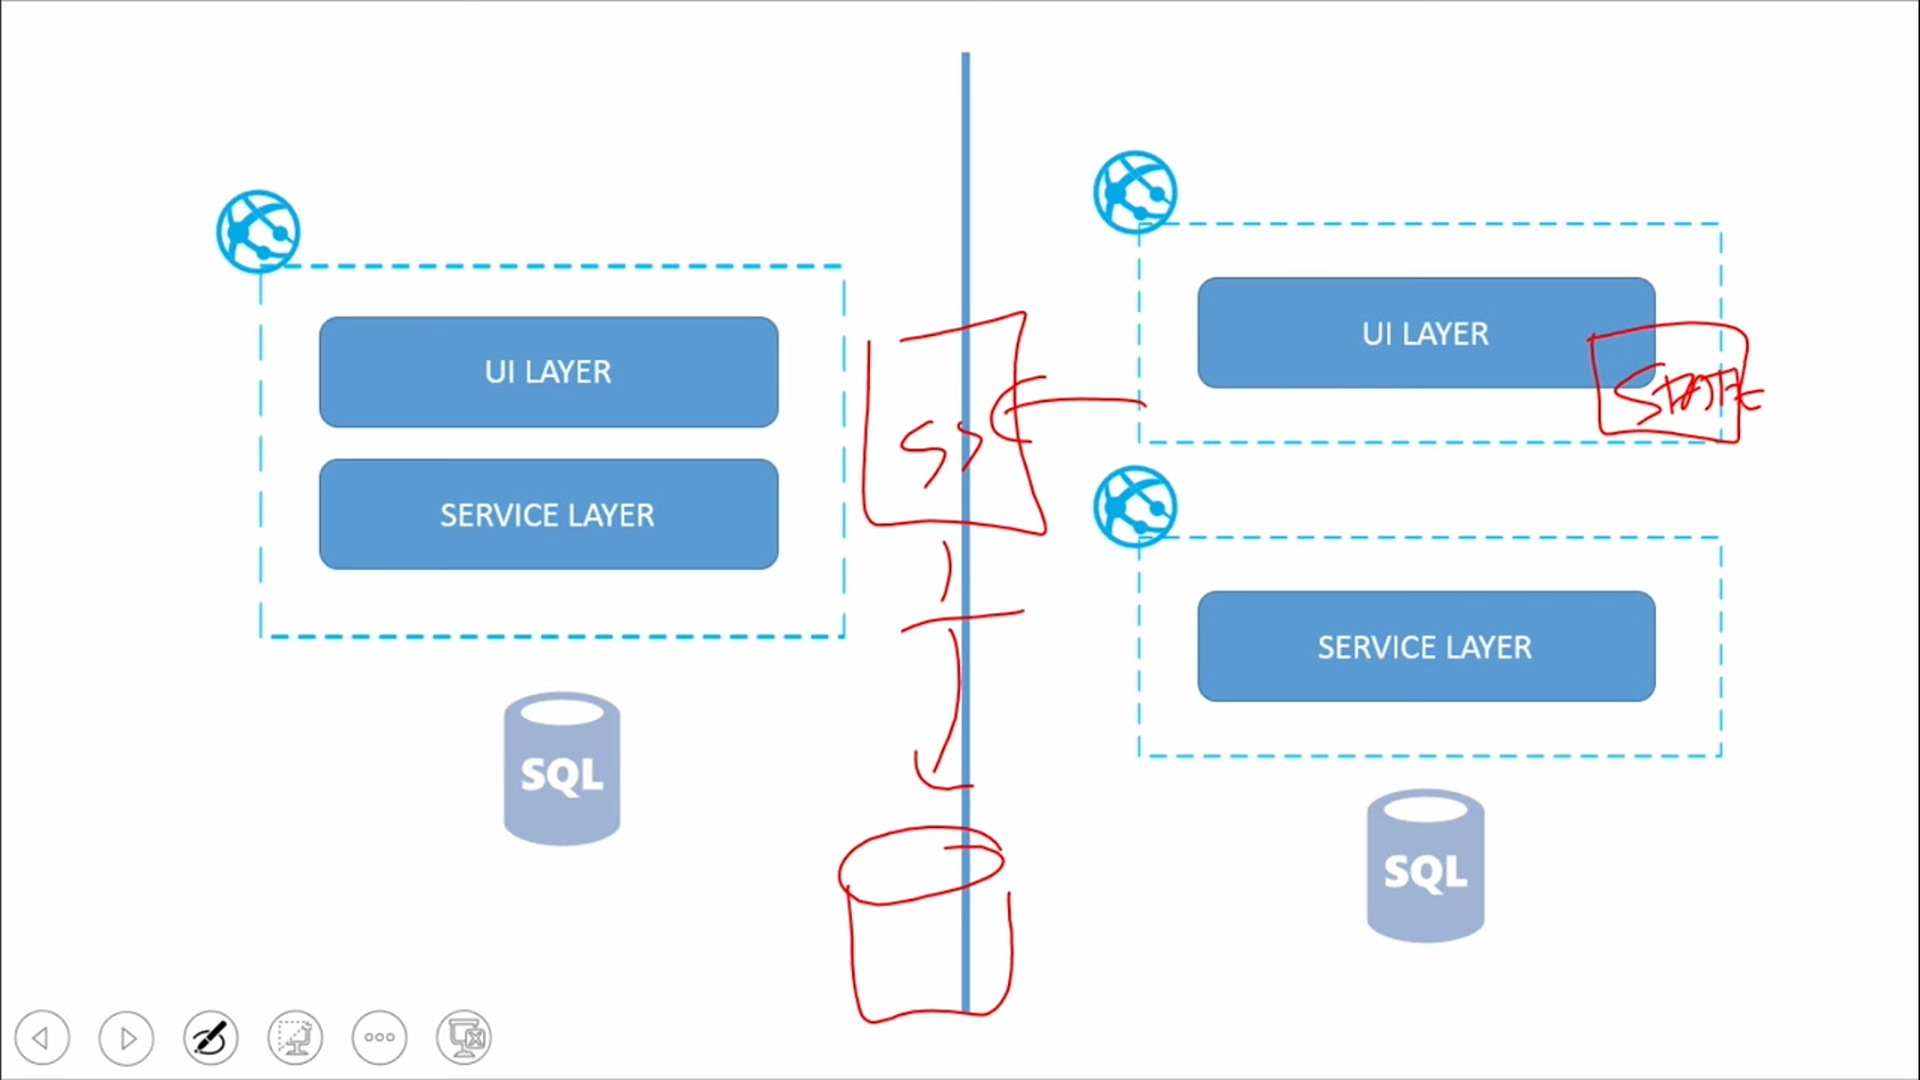 UI LAYER
SERVICE LAYER
SQL
UI LAYER
STATE
SERVICE LAYER
SQL